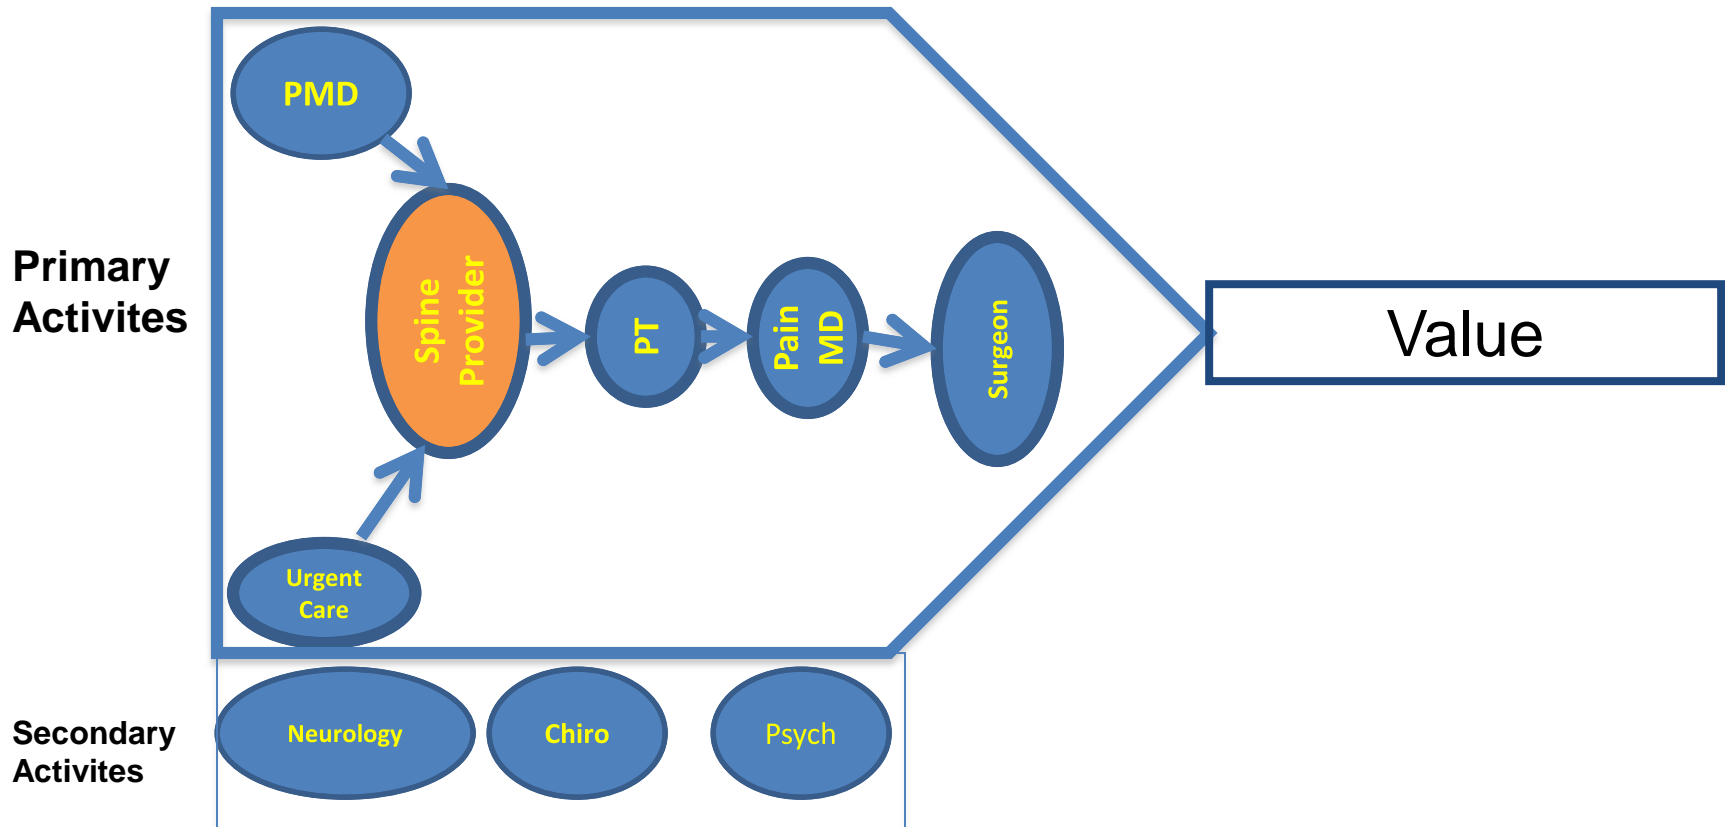 PMD
Primary
Activites
Spine
Provider
PT
Pain
MD
Surgeon
Value
Urgent
Care
Secondary
Activites
Neurology
Chiro
Psych